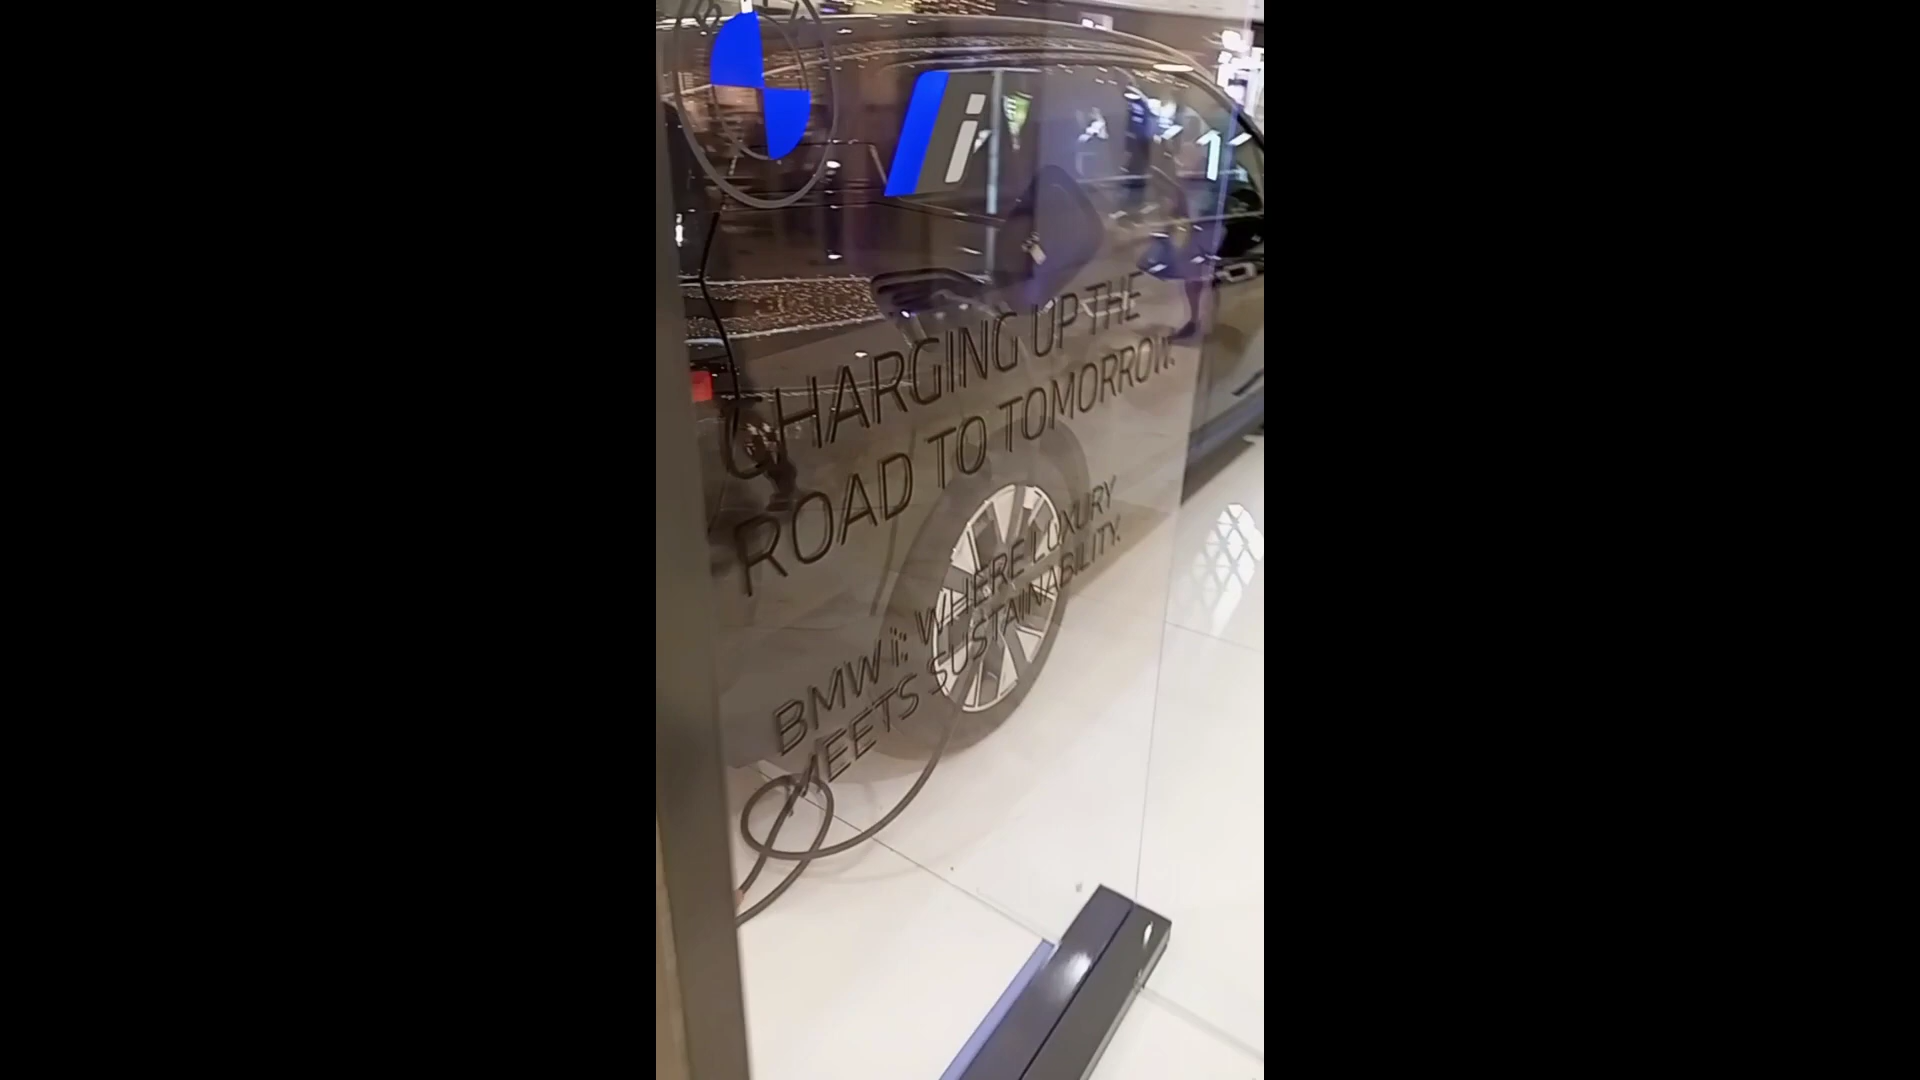 i
CHARGING UP THE
ROAD TO TOMORROW.
BMW i: WHERE LUXURY
MEETS SUSTAINABILITY.